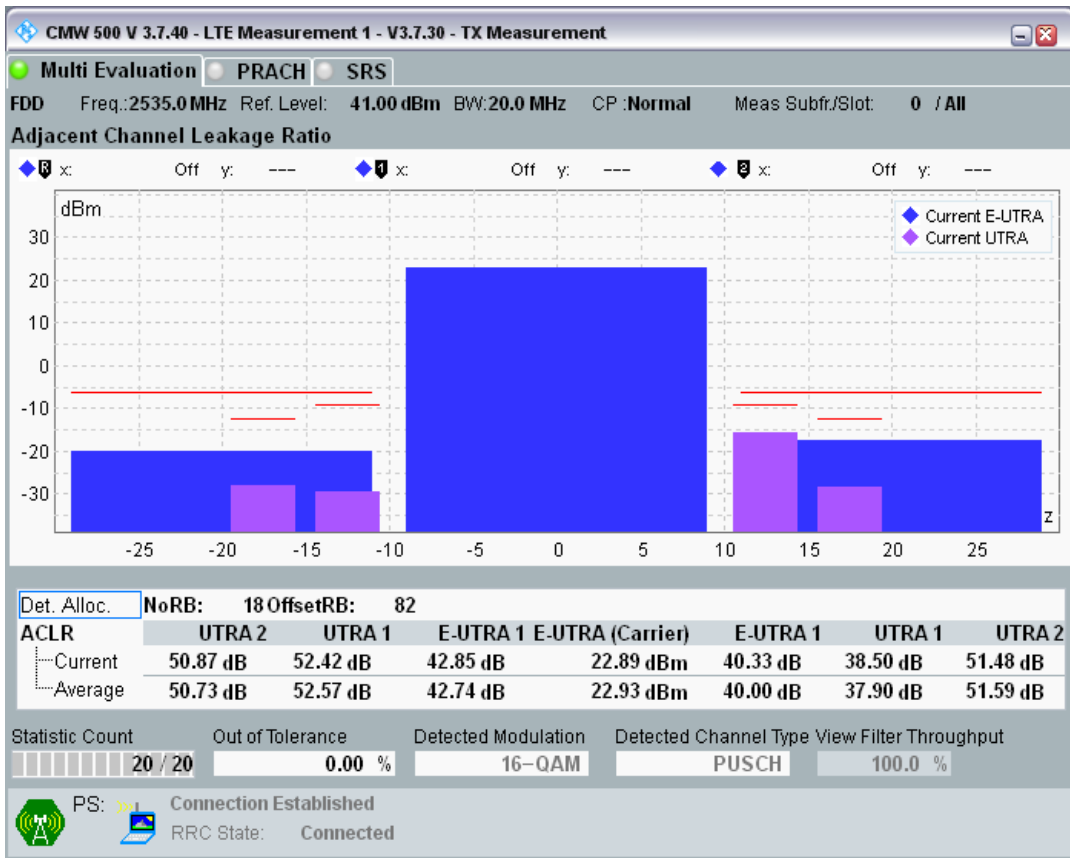 CMW 500 V 3.7.40 - LTE Measurement 1 - V3.7.30 - TX Measurement
Multi Evaluation PRACH SRS
FDD Freq.:2535.0 MHz Ref. Level: 41.00 dBm BW:20.0 MHz CP :Normal Meas Subfr./Slot: 0 / All
Adjacent Channel Leakage Ratio
R x: Off y: --- 1 x: Off y: --- 2 x: Off y: ---
dBm
Current E-UTRA
Current UTRA
30
20
10
0
-10
-20
-30
z
-25 -20 -15 -10 -5 0 5 10 15 20 25
Det. Alloc. NoRB: 18 OffsetRB: 82
ACLR UTRA 2 UTRA 1 E-UTRA 1 E-UTRA (Carrier) E-UTRA 1 UTRA 1 UTRA 2
Current 50.87 dB 52.42 dB 42.85 dB 22.89 dBm 40.33 dB 38.50 dB 51.48 dB
Average 50.73 dB 52.57 dB 42.74 dB 22.93 dBm 40.00 dB 37.90 dB 51.59 dB
Statistic Count Out of Tolerance Detected Modulation Detected Channel Type View Filter Throughput
20 / 20 0.00 % 16-QAM PUSCH 100.0 %
PS: Connection Established
RRC State: Connected